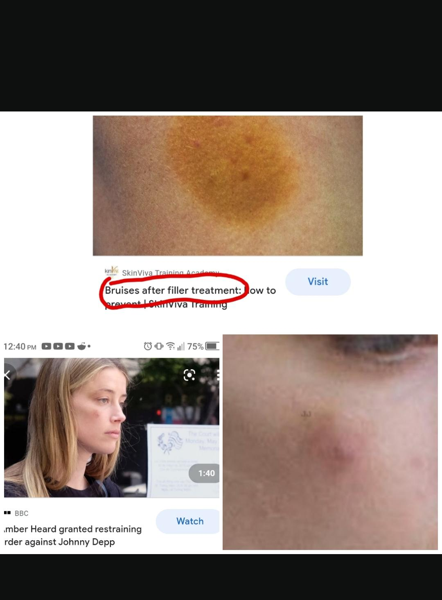 SkinViva Training Academy
Bruises after filler treatment: how to
prevent | SkinViva Training
Visit
12:40 PM
75%
1:40
BBC
.mber Heard granted restraining
rder against Johnny Depp
Watch